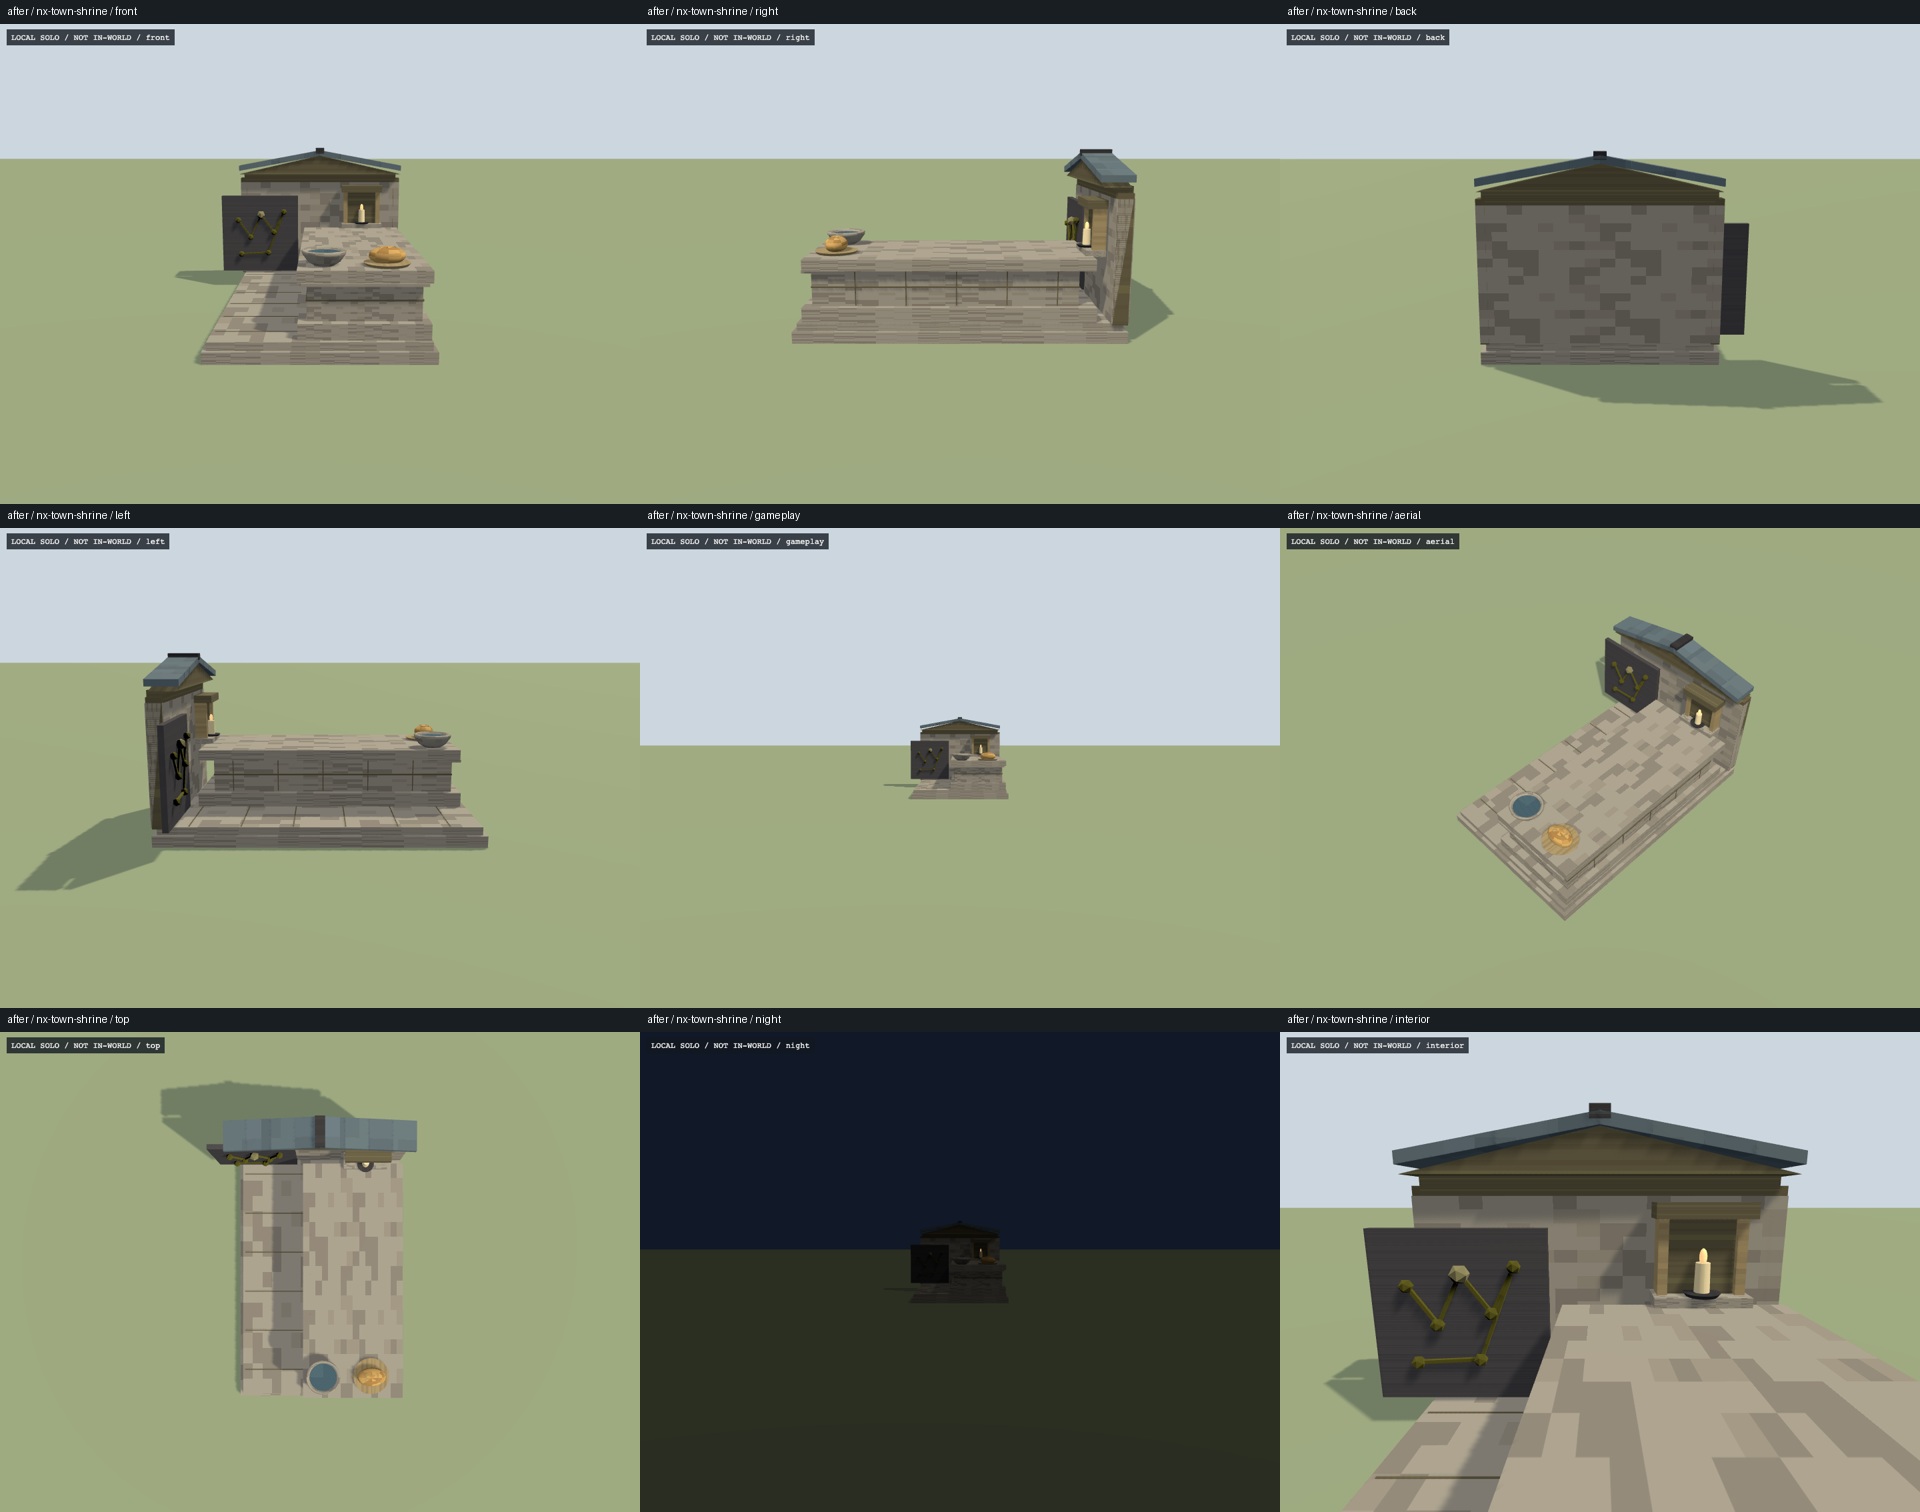 after / nx-town-shrine / front
LOCAL SOLO / NOT IN-WORLD / front
after / nx-town-shrine / right
LOCAL SOLO / NOT IN-WORLD / right
after / nx-town-shrine / back
LOCAL SOLO / NOT IN-WORLD / back
after / nx-town-shrine / left
LOCAL SOLO / NOT IN-WORLD / left
after / nx-town-shrine / gameplay
LOCAL SOLO / NOT IN-WORLD / gameplay
after / nx-town-shrine / aerial
LOCAL SOLO / NOT IN-WORLD / aerial
after / nx-town-shrine / top
LOCAL SOLO / NOT IN-WORLD / top
after / nx-town-shrine / night
LOCAL SOLO / NOT IN-WORLD / night
after / nx-town-shrine / interior
LOCAL SOLO / NOT IN-WORLD / interior